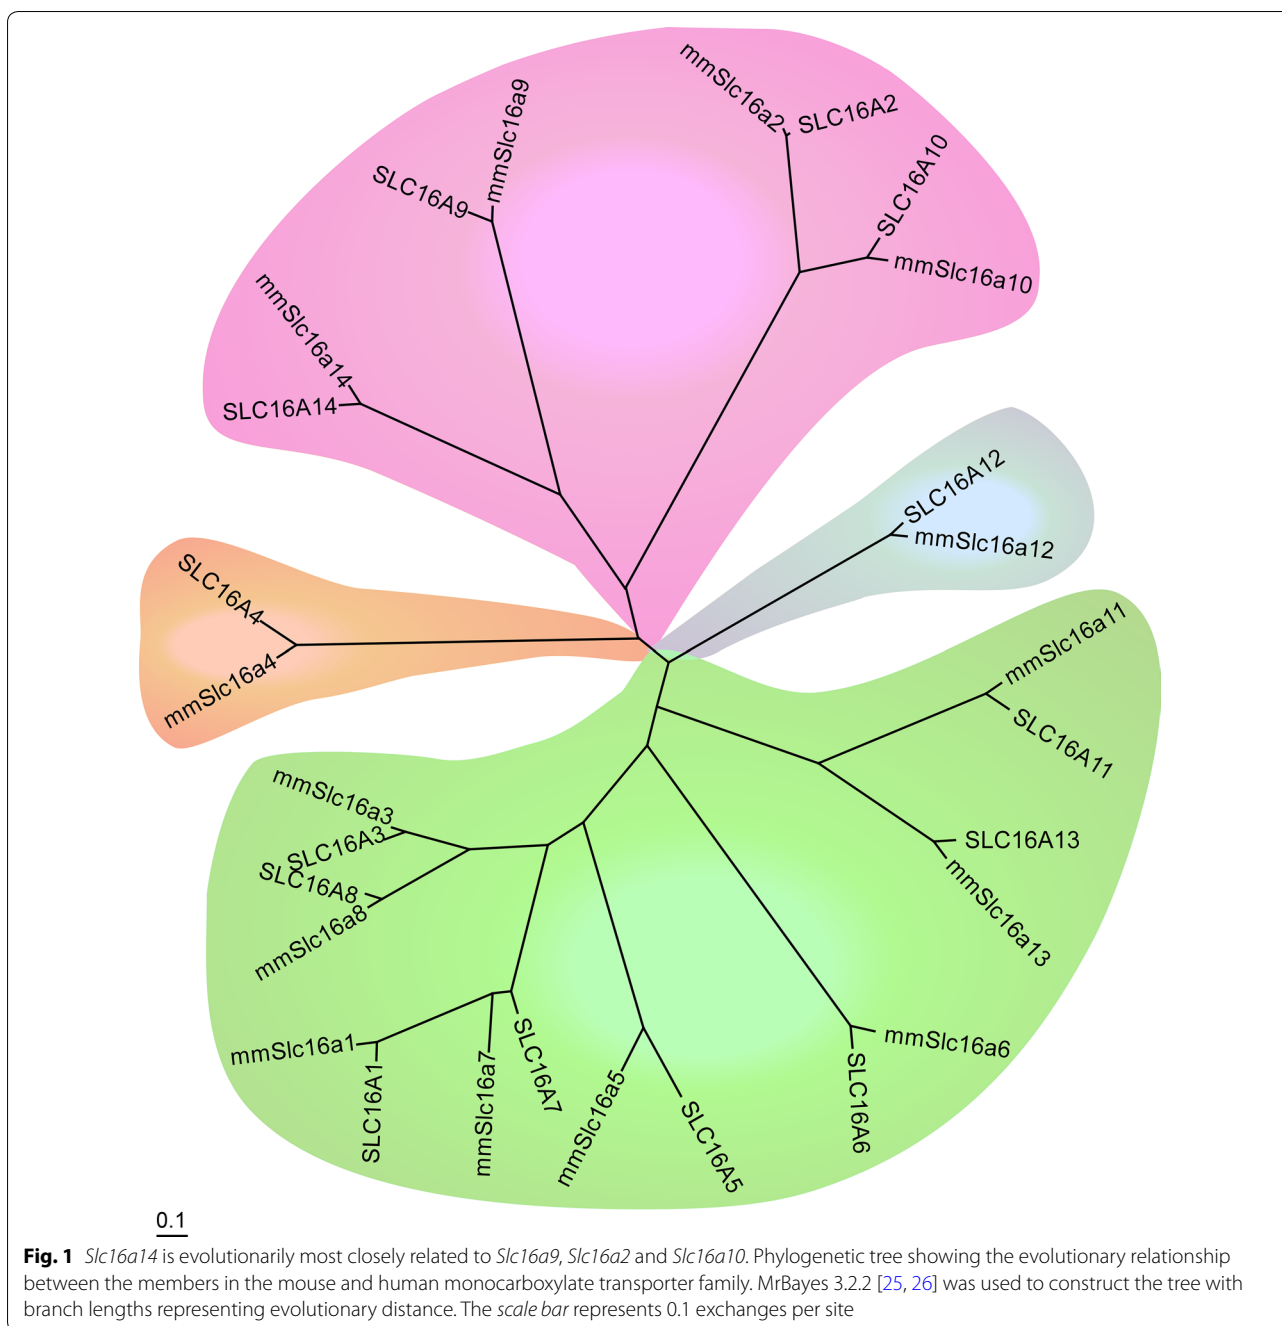 mmSlc16a2
SLC16A2
mmSlc16a9
SLC16A9
SLC16A10
mmSlc16a10
mmSlc16a14
SLC16A14
SLC16A12
mmSlc16a12
SLC16A4
mmSlc16a4
mmSlc16a11
SLC16A11
mmSlc16a3
SLC16A3
SLC16A8
mmSlc16a8
SLC16A13
mmSlc16a13
mmSlc16a1
SLC16A1
mmSlc16a7
SLC16A7
mmSlc16a5
SLC16A5
SLC16A6
mmSlc16a6
0.1
Fig. 1 Slc16a14 is evolutionarily most closely related to Slc16a9, Slc16a2 and Slc16a10. Phylogenetic tree showing the evolutionary relationship
between the members in the mouse and human monocarboxylate transporter family. MrBayes 3.2.2 [25, 26] was used to construct the tree with
branch lengths representing evolutionary distance. The scale bar represents 0.1 exchanges per site